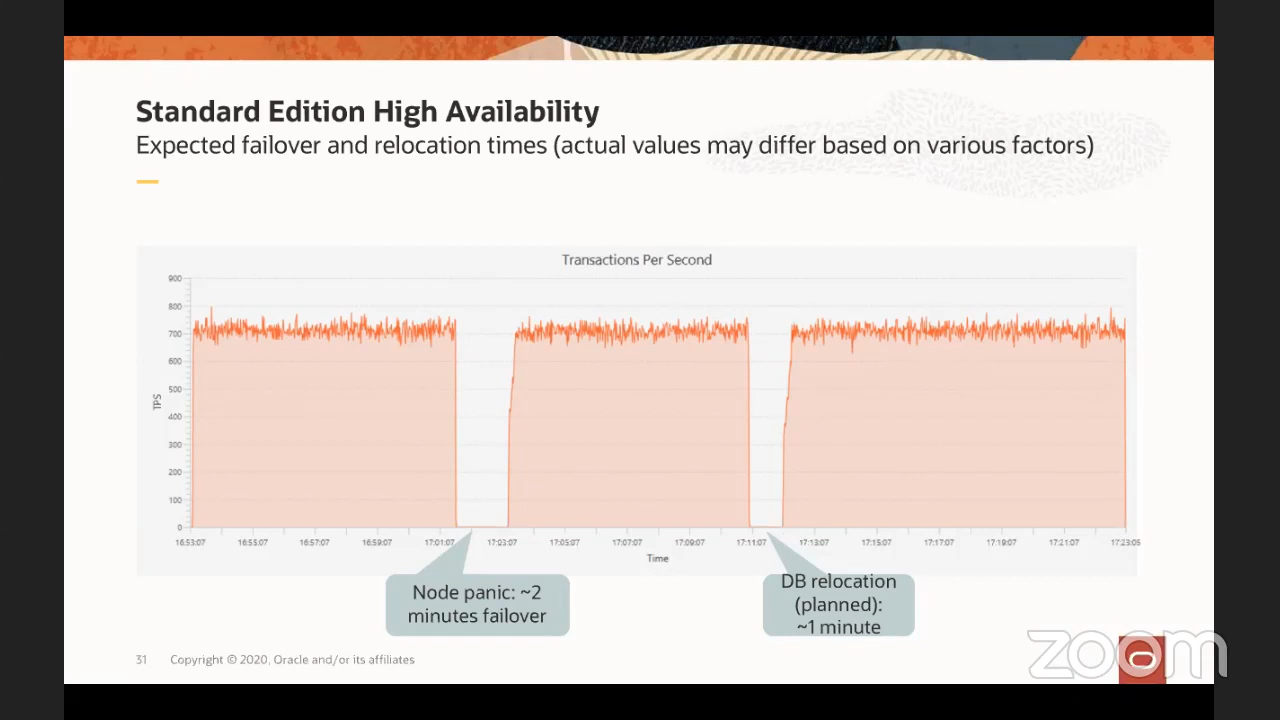 Standard Edition High Availability
Expected failover and relocation times (actual values may differ based on various factors)
Transactions Per Second
900
800
700
600
500
400
300
200
100
0
TPS
16:53:07 16:55:07 16:57:07 16:59:07 17:01:07 17:03:07 17:05:07 17:07:07 17:09:07 17:11:07 17:13:07 17:15:07 17:17:07 17:19:07 17:21:07 17:23:05
Time
Node panic: ~2
minutes failover
DB relocation
(planned):
~1 minute
31 Copyright © 2020, Oracle and/or its affiliates
zoom